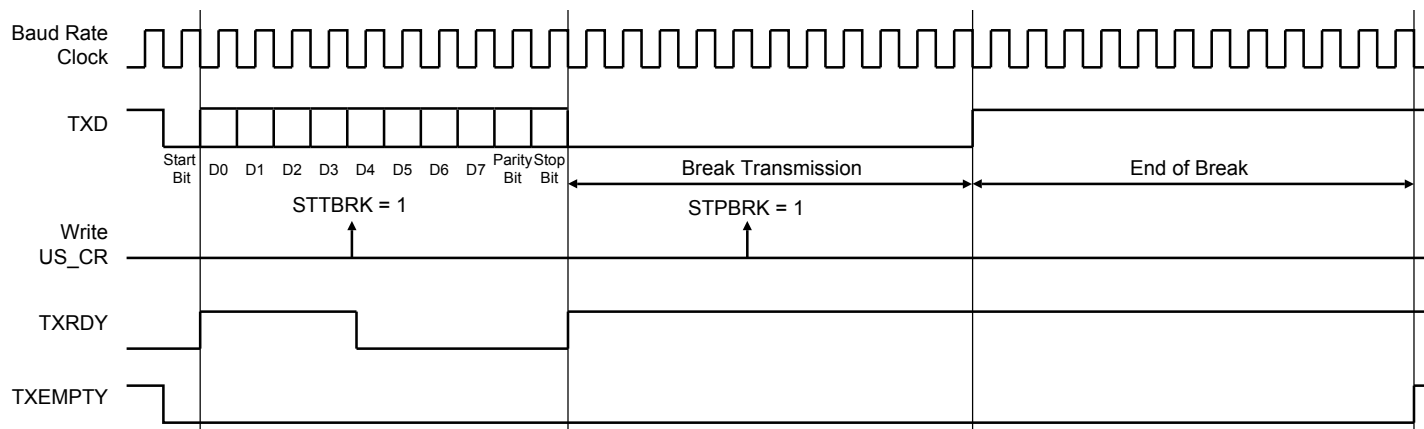 Baud Rate
Clock
TXD
Start
Bit
D0
D1
D2
D3
D4
D5
D6
D7
Parity
Bit
Stop
Bit
Break Transmission
End of Break
STTBRK = 1
STPBRK = 1
Write
US_CR
TXRDY
TXEMPTY